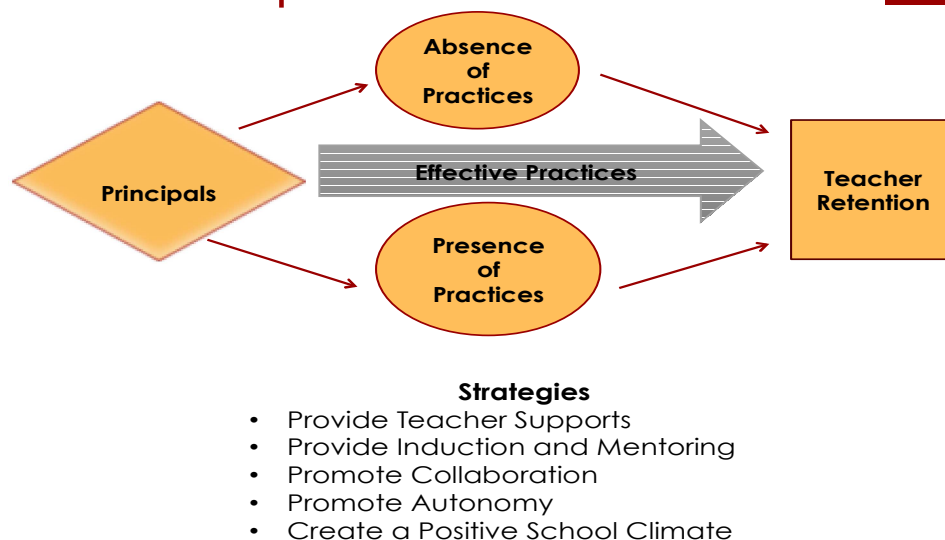 Absence
of
Practices
Principals
Effective Practices
Teacher
Retention
Presence
of
Practices
Strategies
• Provide Teacher Supports
• Provide Induction and Mentoring
• Promote Collaboration
• Promote Autonomy
• Create a Positive School Climate